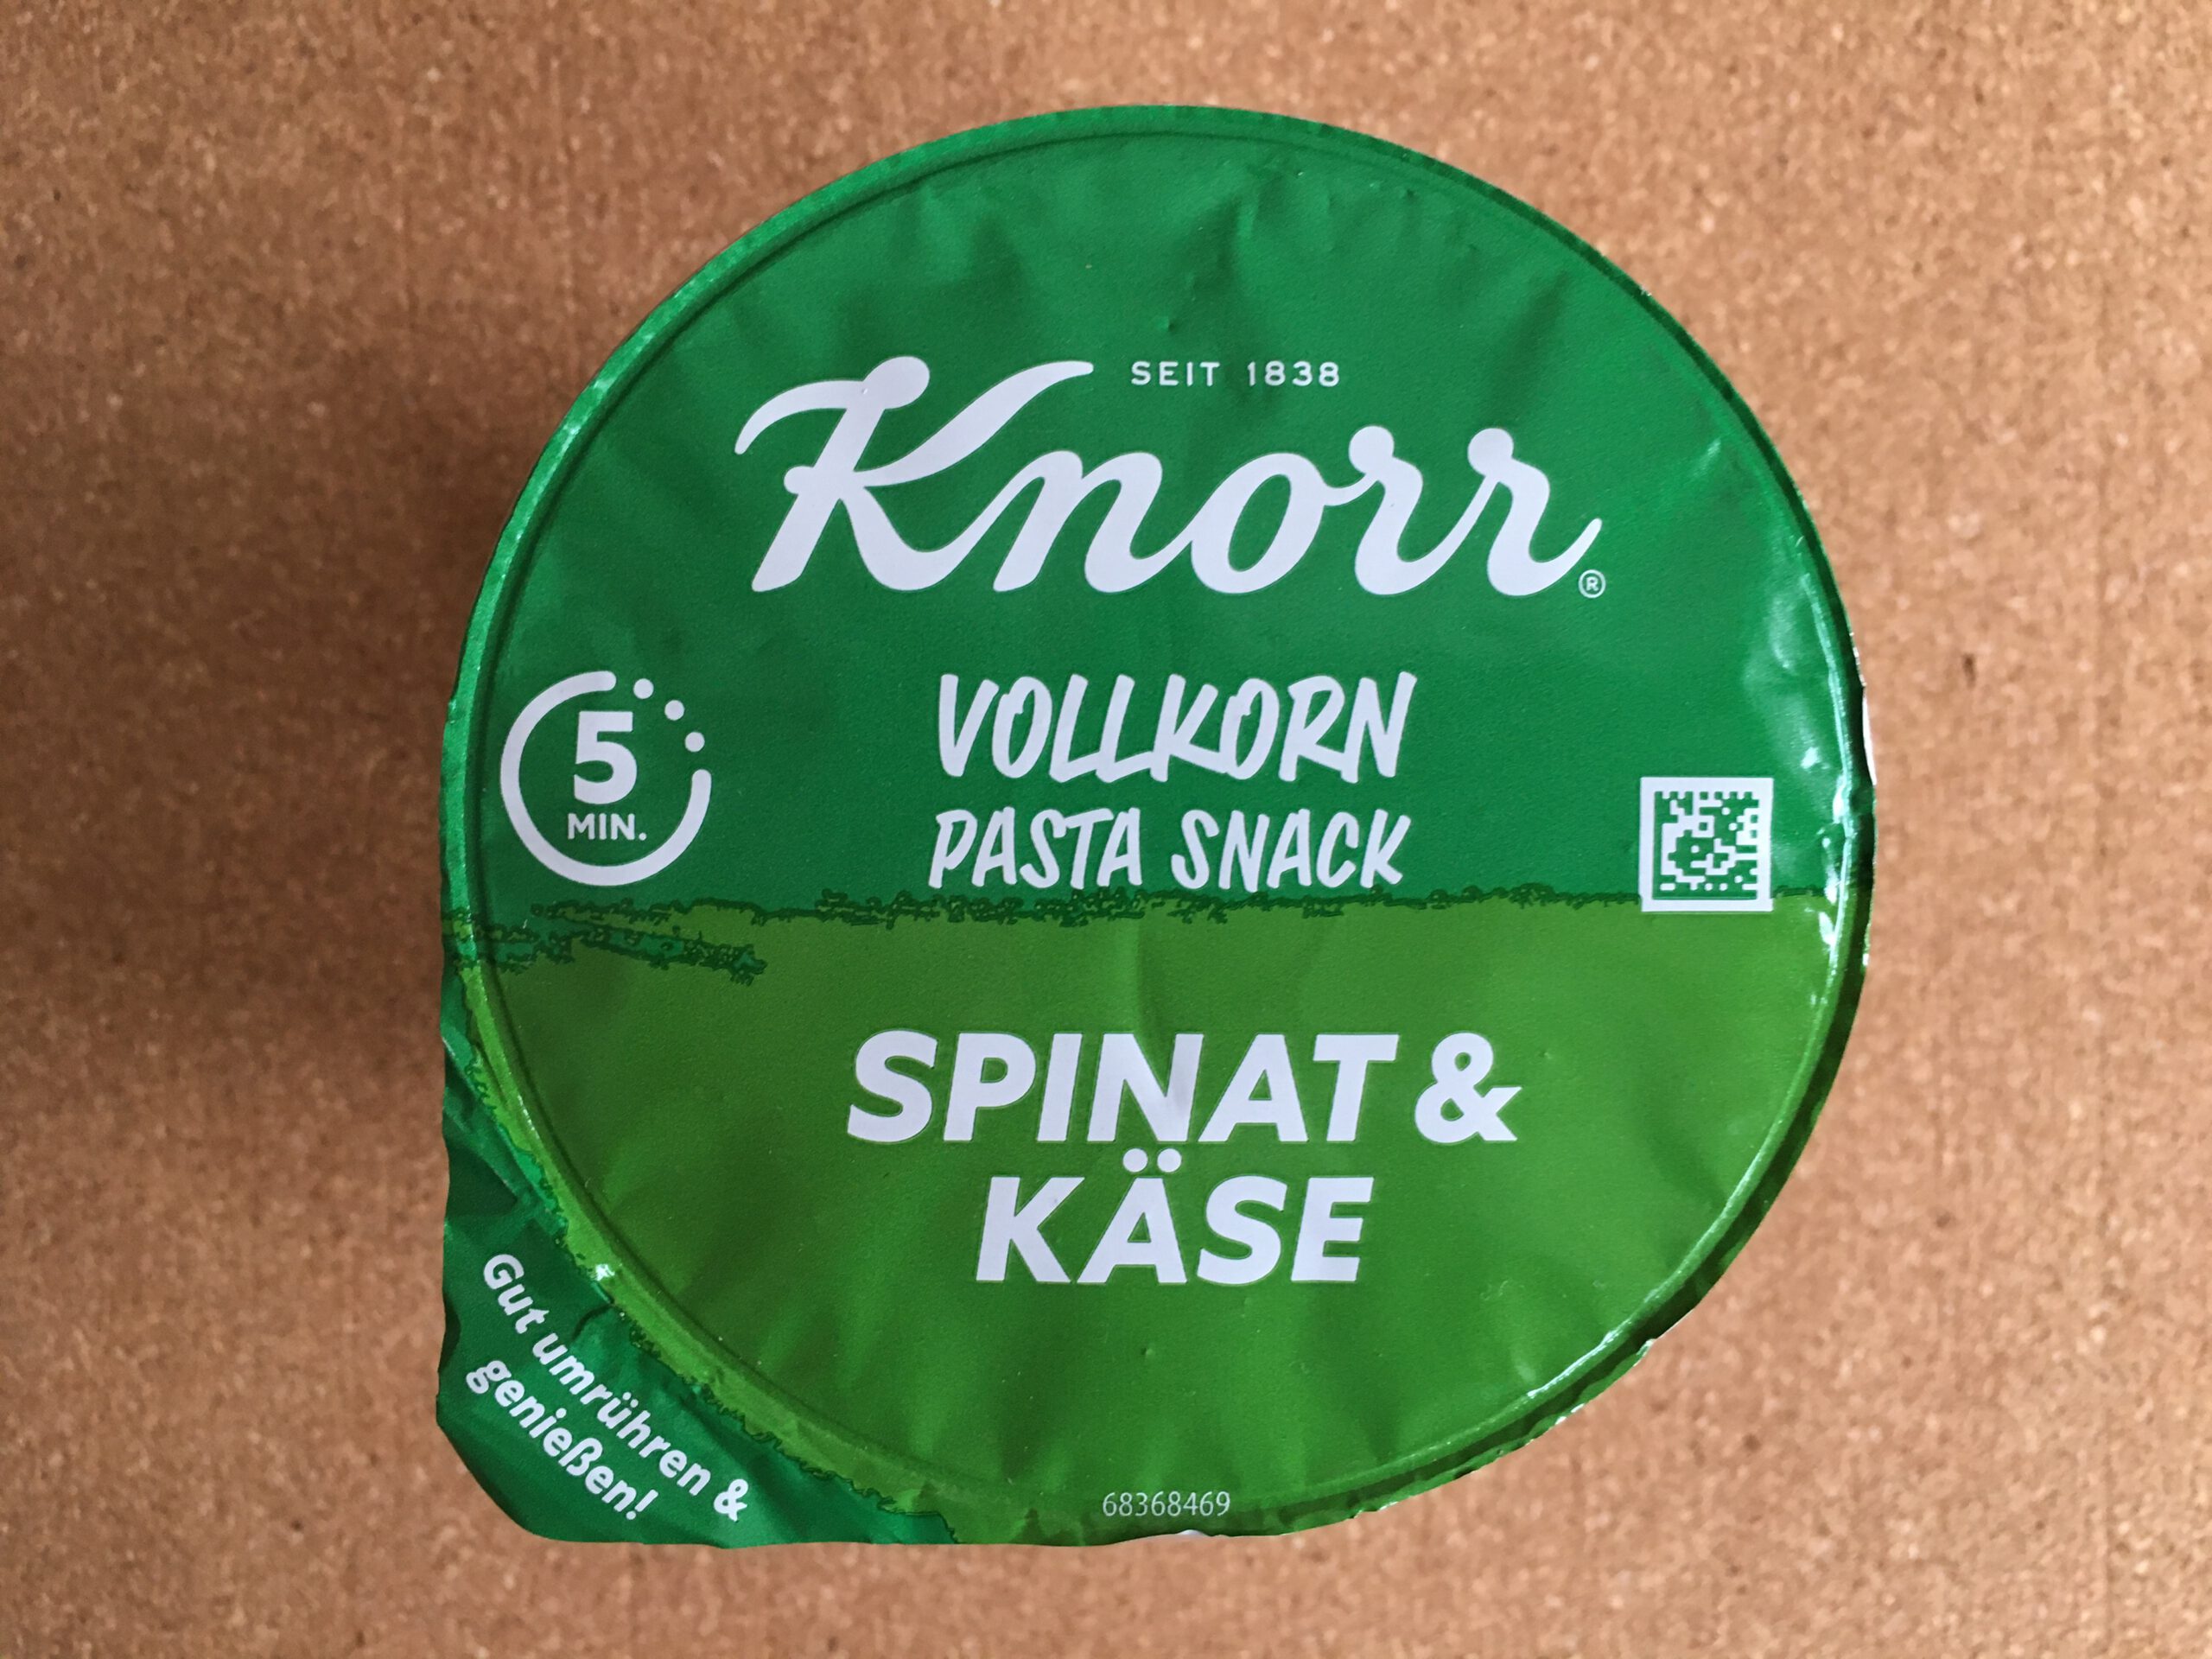 SEIT 1838
Knorr®
5
MIN.
VOLLKORN
PASTA SNACK
SPINAT &
KÄSE
Gut umrühren &
genießen!
68368469